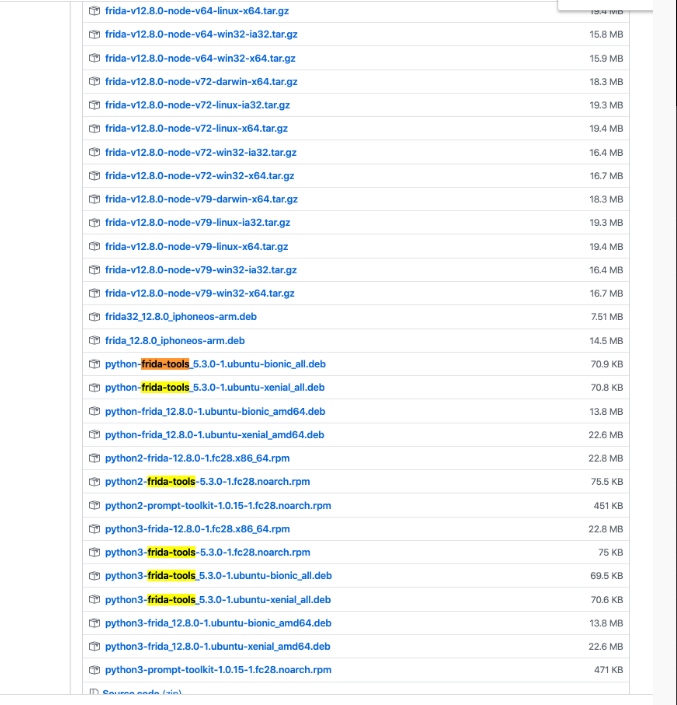 frida-v12.8.0-node-v64-linux-x64.tar.gz 19.4 MB
frida-v12.8.0-node-v64-win32-ia32.tar.gz 15.8 MB
frida-v12.8.0-node-v64-win32-x64.tar.gz 15.9 MB
frida-v12.8.0-node-v72-darwin-x64.tar.gz 18.3 MB
frida-v12.8.0-node-v72-linux-ia32.tar.gz 19.3 MB
frida-v12.8.0-node-v72-linux-x64.tar.gz 19.4 MB
frida-v12.8.0-node-v72-win32-ia32.tar.gz 16.4 MB
frida-v12.8.0-node-v72-win32-x64.tar.gz 16.7 MB
frida-v12.8.0-node-v79-darwin-x64.tar.gz 18.3 MB
frida-v12.8.0-node-v79-linux-ia32.tar.gz 19.3 MB
frida-v12.8.0-node-v79-linux-x64.tar.gz 19.4 MB
frida-v12.8.0-node-v79-win32-ia32.tar.gz 16.4 MB
frida-v12.8.0-node-v79-win32-x64.tar.gz 16.7 MB
frida32_12.8.0_iphoneos-arm.deb 7.51 MB
frida_12.8.0_iphoneos-arm.deb 14.5 MB
python-frida-tools_5.3.0-1.ubuntu-bionic_all.deb 70.9 KB
python-frida-tools_5.3.0-1.ubuntu-xenial_all.deb 70.8 KB
python-frida_12.8.0-1.ubuntu-bionic_amd64.deb 13.8 MB
python-frida_12.8.0-1.ubuntu-xenial_amd64.deb 22.6 MB
python2-frida-12.8.0-1.fc28.x86_64.rpm 22.8 MB
python2-frida-tools-5.3.0-1.fc28.noarch.rpm 75.5 KB
python2-prompt-toolkit-1.0.15-1.fc28.noarch.rpm 451 KB
python3-frida-12.8.0-1.fc28.x86_64.rpm 22.8 MB
python3-frida-tools-5.3.0-1.fc28.noarch.rpm 75 KB
python3-frida-tools_5.3.0-1.ubuntu-bionic_all.deb 69.5 KB
python3-frida-tools_5.3.0-1.ubuntu-xenial_all.deb 70.6 KB
python3-frida_12.8.0-1.ubuntu-bionic_amd64.deb 13.8 MB
python3-frida_12.8.0-1.ubuntu-xenial_amd64.deb 22.6 MB
python3-prompt-toolkit-1.0.15-1.fc28.noarch.rpm 471 KB
Source code (zip)